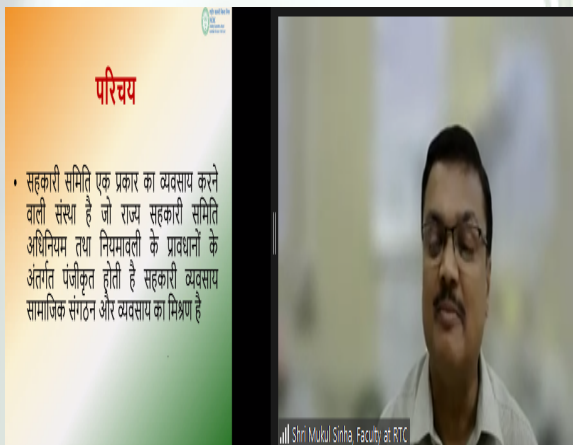 परिचय
• सहकारी समिति एक प्रकार का व्यवसाय करने
वाली संस्था है जो राज्य सहकारी समिति
अधिनियम तथा नियमावली के प्रावधानों के
अंतर्गत पंजीकृत होती है सहकारी व्यवसाय
सामाजिक संगठन और व्यवसाय का मिश्रण है
Shri Mukul Sinha, Faculty at RTC